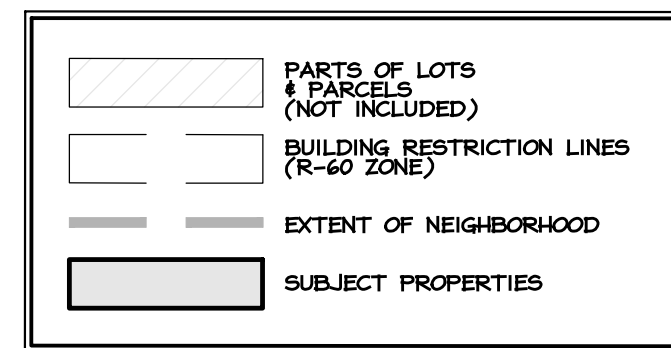 PARTS OF LOTS
& PARCELS
(NOT INCLUDED)
BUILDING RESTRICTION LINES
(R-60 ZONE)
EXTENT OF NEIGHBORHOOD
SUBJECT PROPERTIES